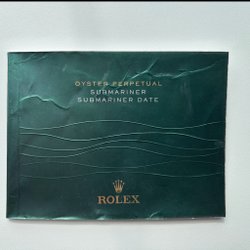 OYSTER PERPETUAL
SUBMARINER
SUBMARINER DATE
ROLEX